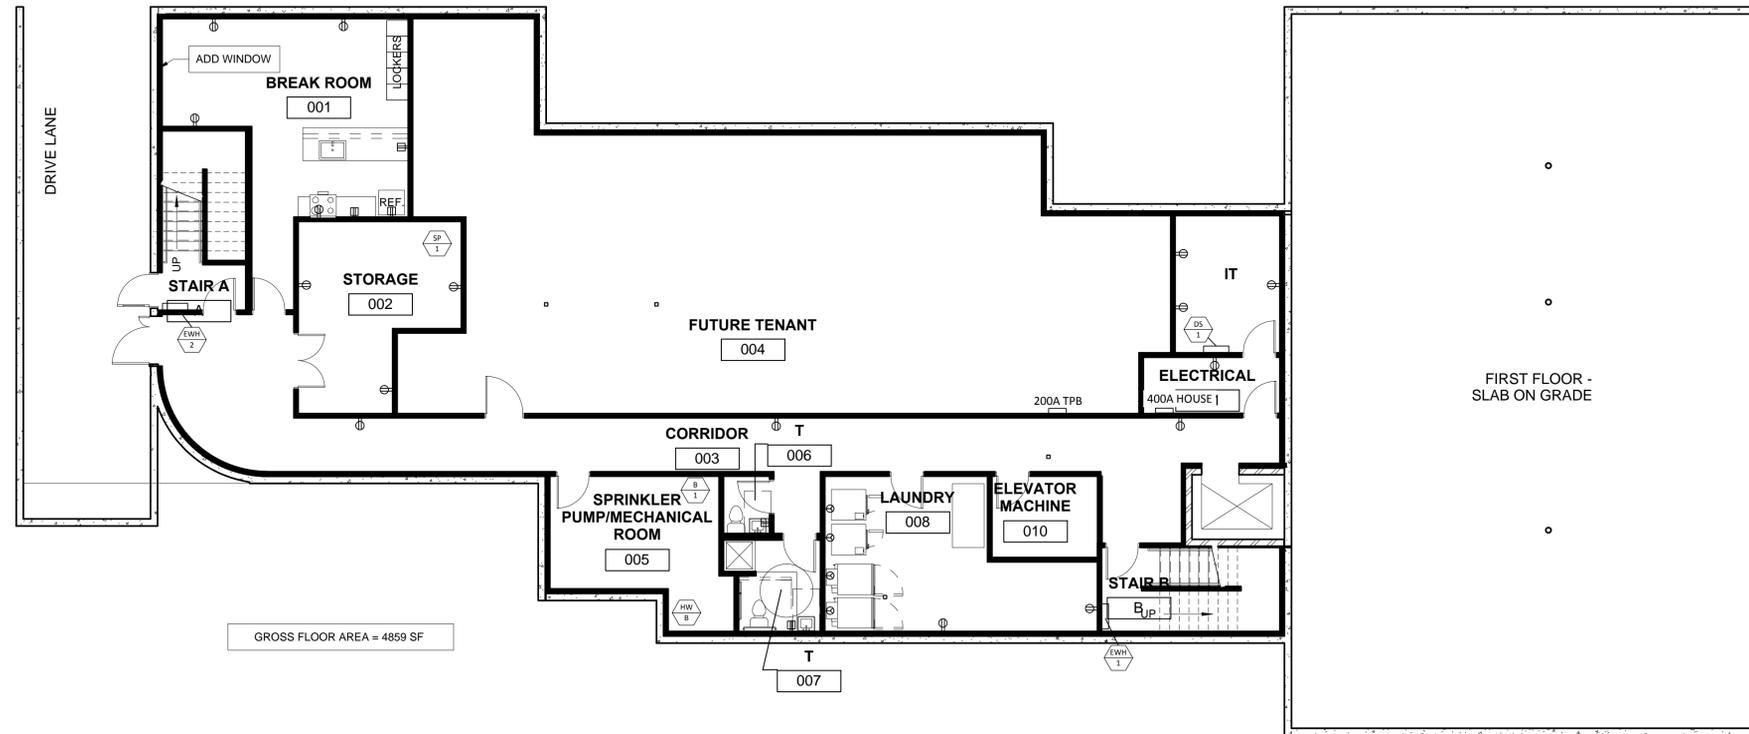 DRIVE LANE
ADD WINDOW
LOCKERS
BREAK ROOM
001
REF.
UP
STAIR A
A
EWH
2
SP
1
STORAGE
002
FUTURE TENANT
004
IT
DS
1
ELECTRICAL
200A TPB
400A HOUSE
FIRST FLOOR -
SLAB ON GRADE
CORRIDOR
003
T
006
B
1
SPRINKLER
PUMP/MECHANICAL
ROOM
005
LAUNDRY
008
ELEVATOR
MACHINE
010
STAIR B
B
UP
HW
B
GROSS FLOOR AREA = 4859 SF
EWH
1
T
007